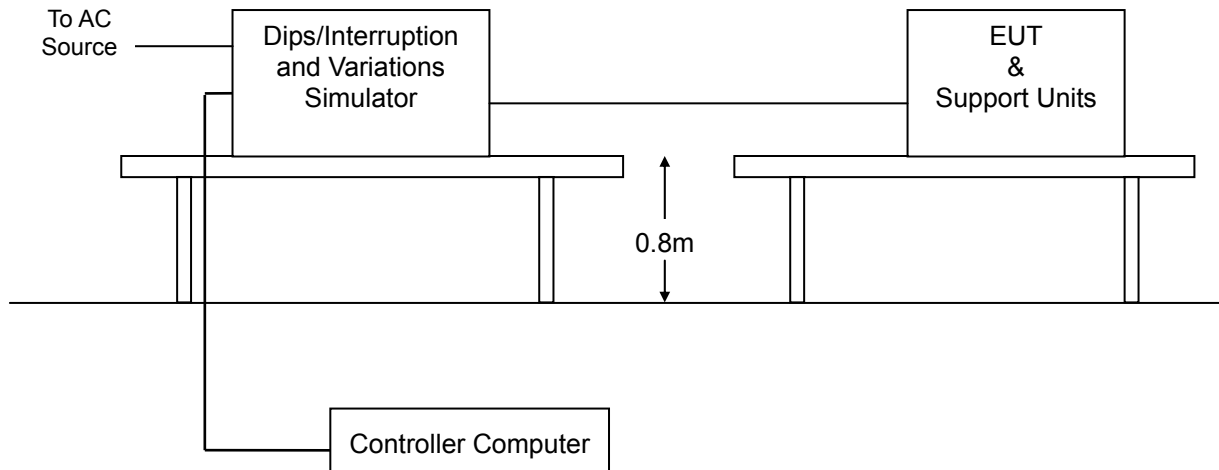 To AC
Source
Dips/Interruption
and Variations
Simulator
EUT
&
Support Units
0.8m
Controller Computer